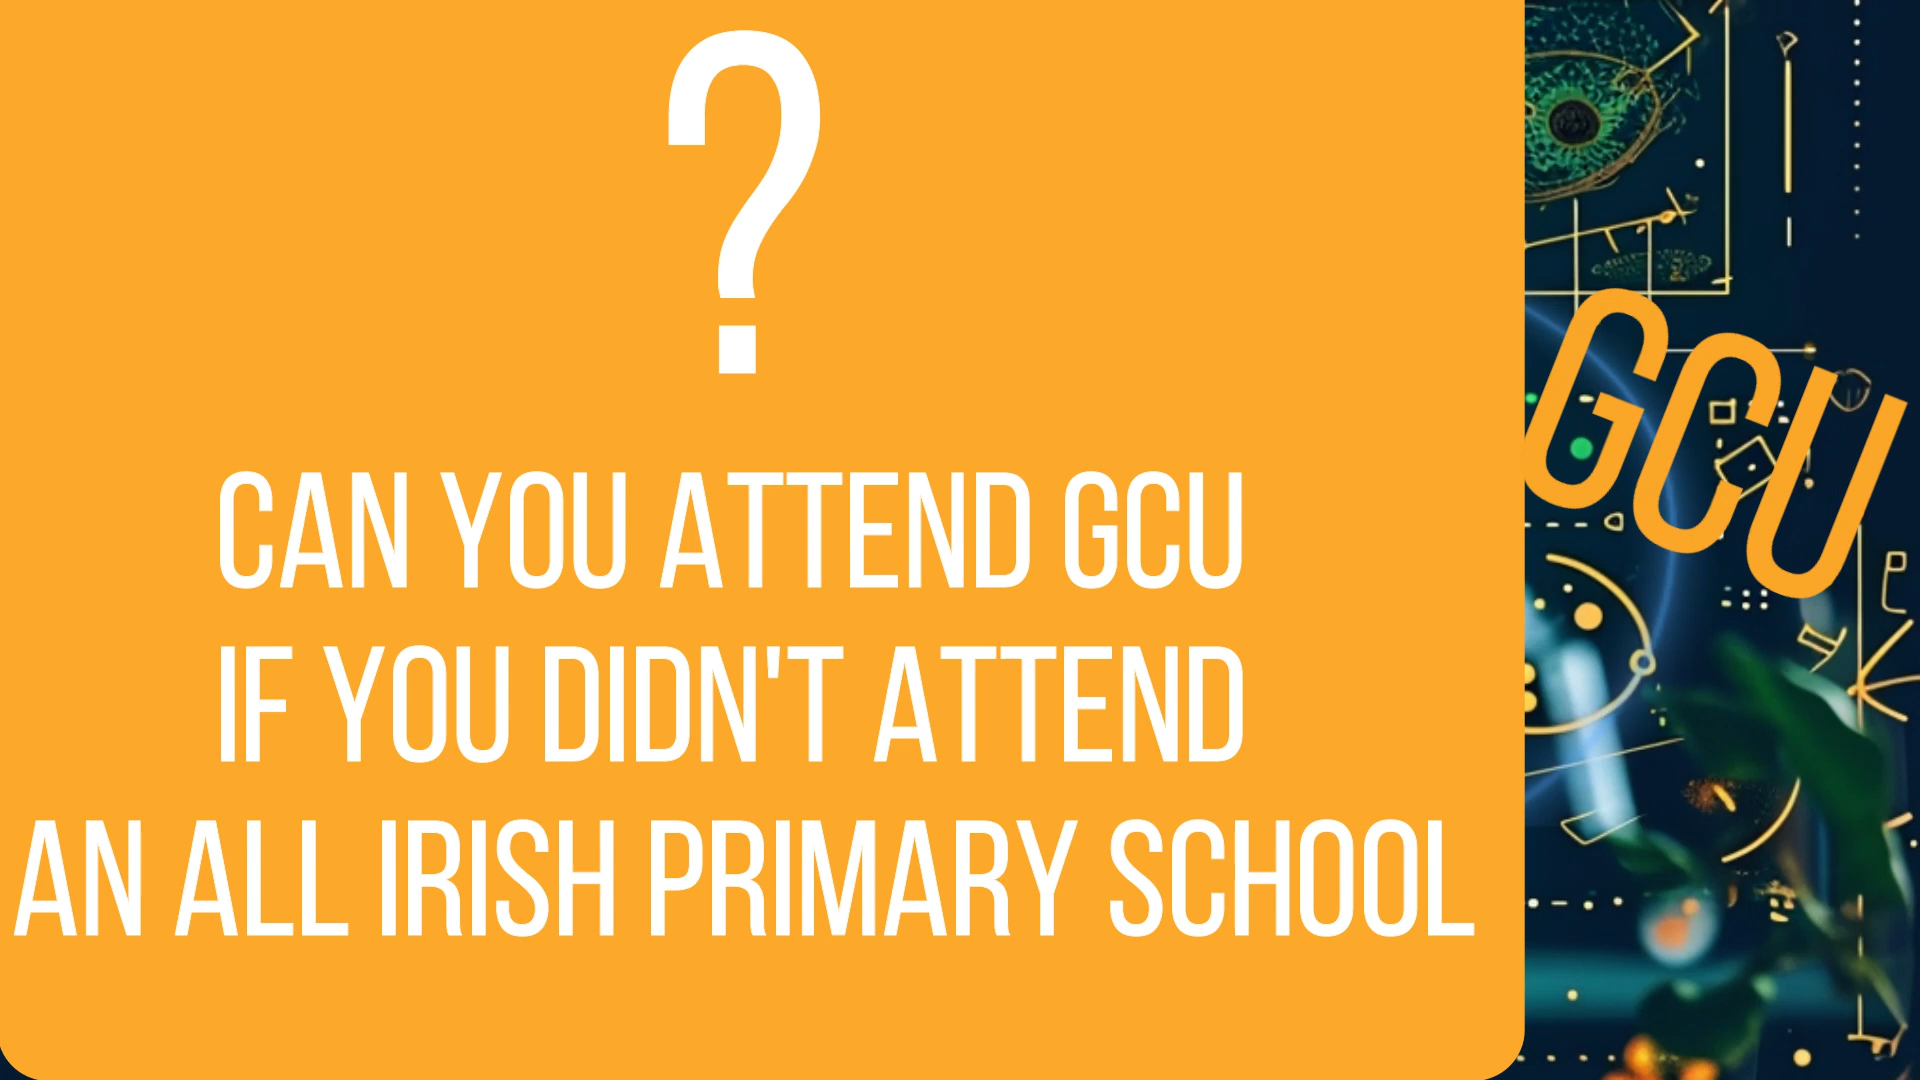 ?
CAN YOU ATTEND GCU
IF YOU DIDN'T ATTEND
AN ALL IRISH PRIMARY SCHOOL
GCU